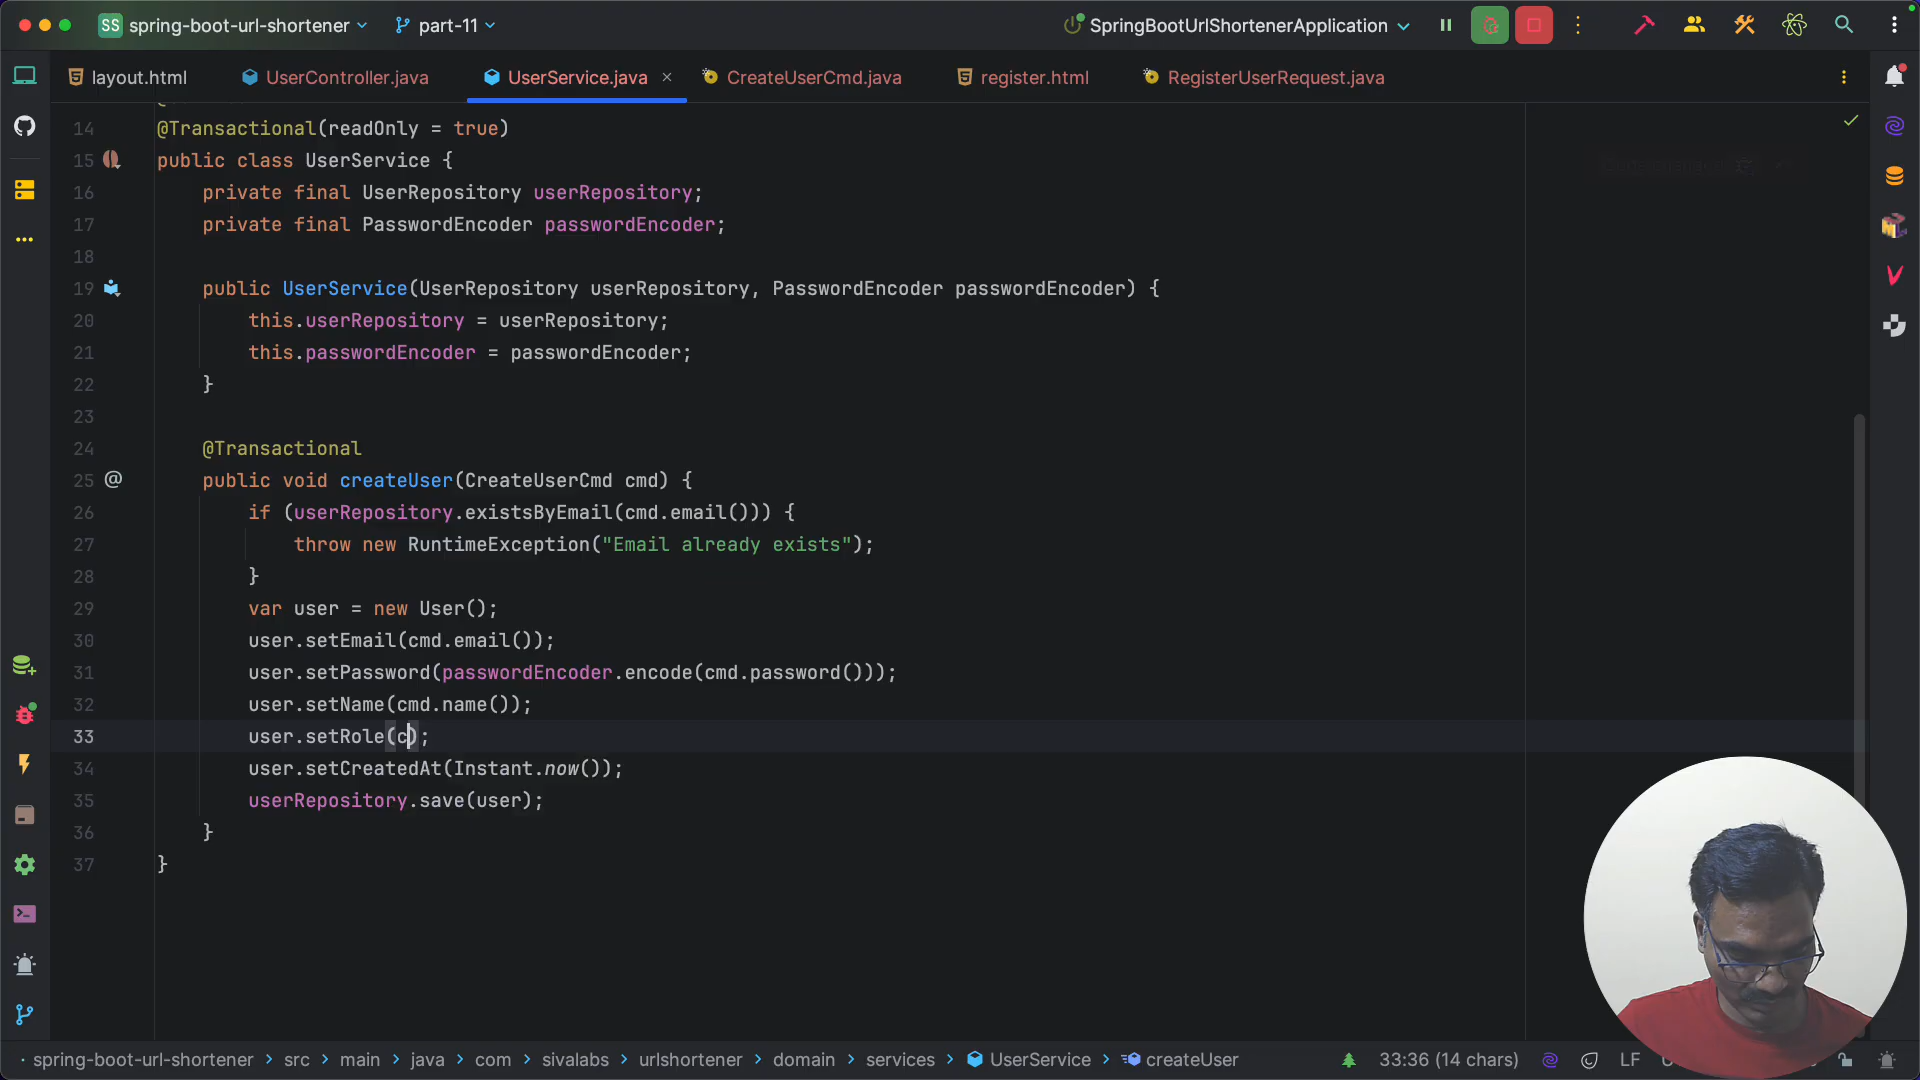 SS spring-boot-url-shortener part-11 SpringBootUrlShortenerApplication
layout.html UserController.java UserService.java × CreateUserCmd.java register.html RegisterUserRequest.java
14 @Transactional(readOnly = true)
15 public class UserService {
16 private final UserRepository userRepository;
17 private final PasswordEncoder passwordEncoder;
18
19 public UserService(UserRepository userRepository, PasswordEncoder passwordEncoder) {
20 this.userRepository = userRepository;
21 this.passwordEncoder = passwordEncoder;
22 }
23
24 @Transactional
25 @ public void createUser(CreateUserCmd cmd) {
26 if (userRepository.existsByEmail(cmd.email())) {
27 throw new RuntimeException("Email already exists");
28 }
29 var user = new User();
30 user.setEmail(cmd.email());
31 user.setPassword(passwordEncoder.encode(cmd.password()));
32 user.setName(cmd.name());
33 user.setRole(c);
34 user.setCreatedAt(Instant.now());
35 userRepository.save(user);
36 }
37 }
spring-boot-url-shortener > src > main > java > com > sivalabs > urlshortener > domain > services > UserService > createUser 33:36 (14 chars) LF